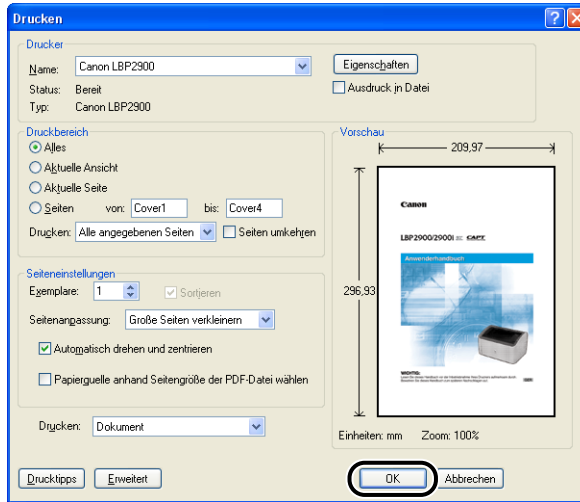 Drucken
Drucker
Name: Canon LBP2900 Eigenschaften
Status: Bereit Ausdruck in Datei
Typ: Canon LBP2900
Druckbereich
Alles
Aktuelle Ansicht
Aktuelle Seite
Seiten von: Cover1 bis: Cover4
Drucken: Alle angegebenen Seiten Seiten umkehren
Seiteneinstellungen
Exemplare: 1 Sortieren
Seitenanpassung: Große Seiten verkleinern
Automatisch drehen und zentrieren
Papierquelle anhand Seitengröße der PDF-Datei wählen
Drucken: Dokument
Vorschau
209,97
296,93
Canon
LBP2900/2900i CAPT
Anwenderhandbuch
WICHTIG:
Einheiten: mm Zoom: 100%
Drucktipps Erweitert OK Abbrechen